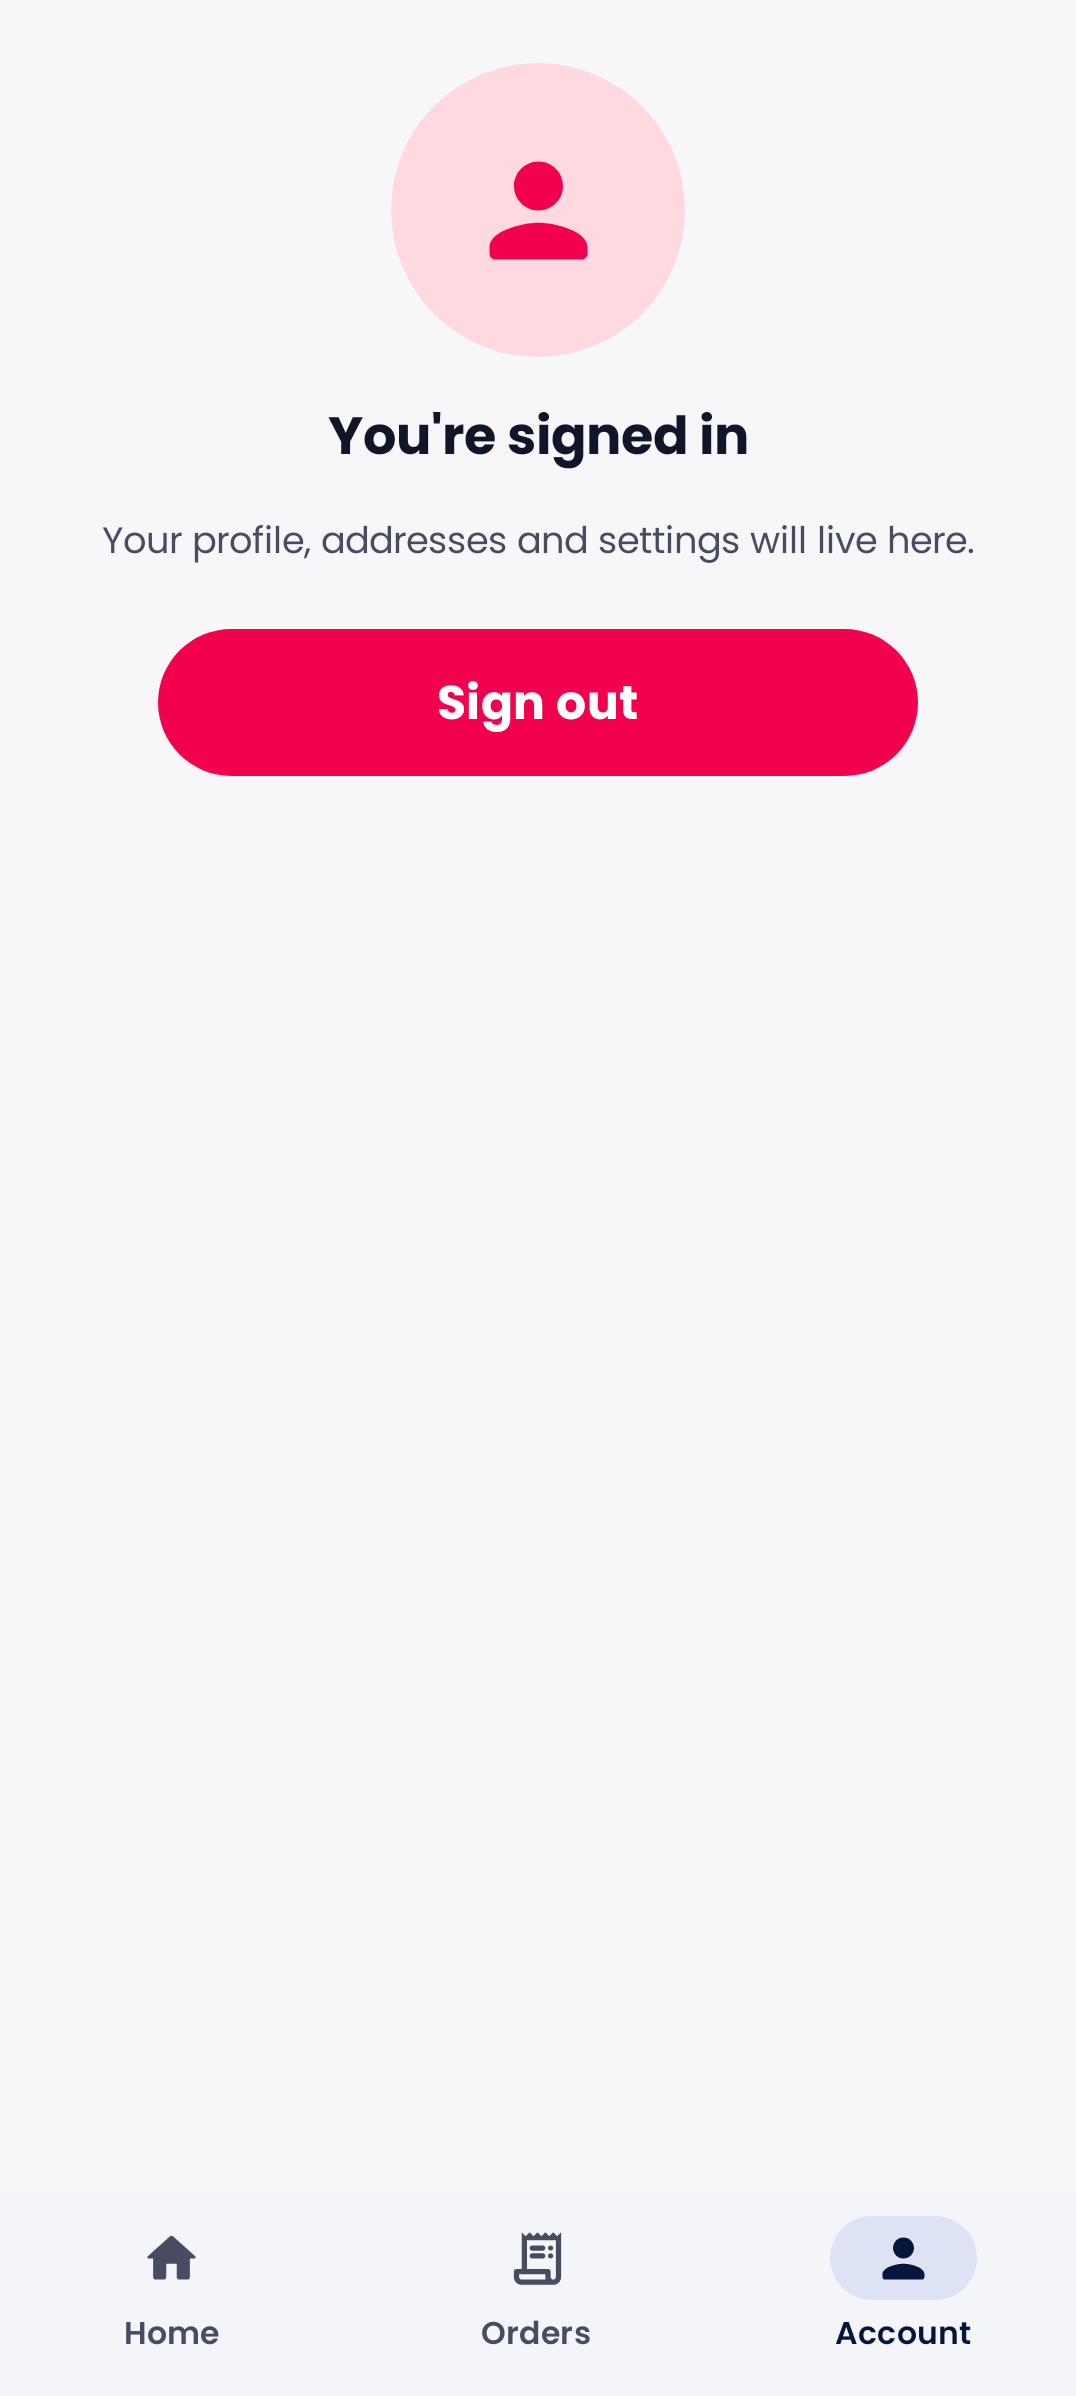 You're signed in
Your profile, addresses and settings will live here.
Sign out
Home
Orders
Account